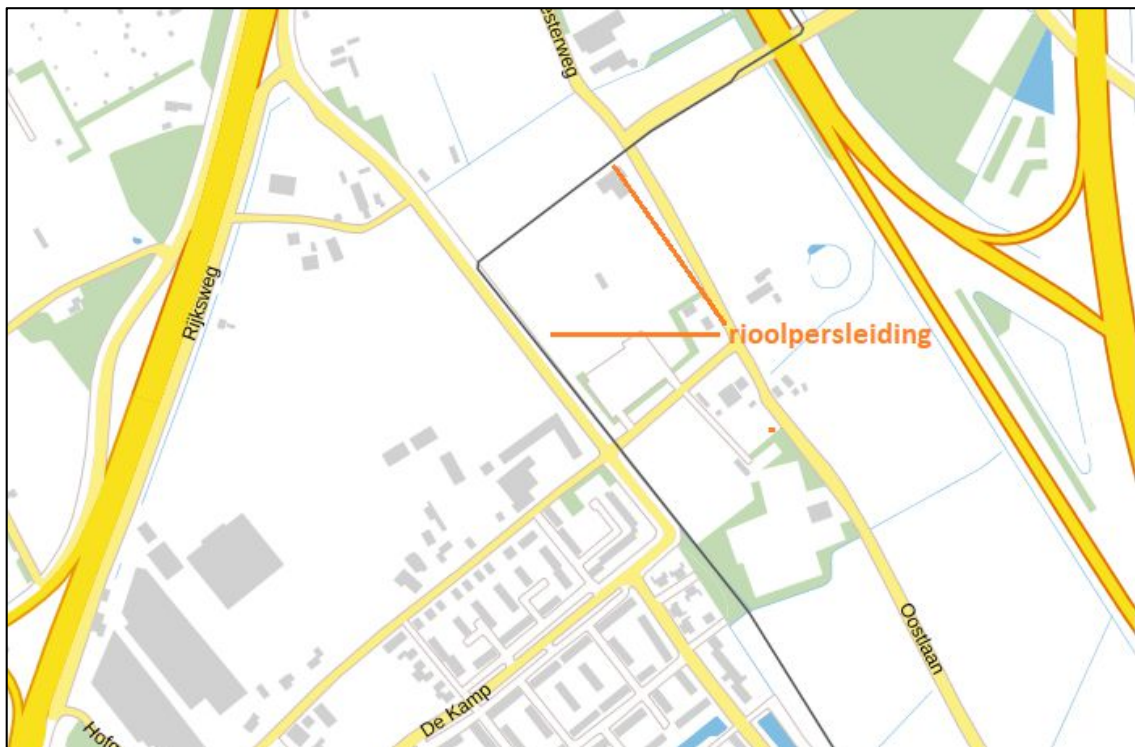 esterweg
Rijksweg
rioolpersleiding
Oostlaan
De Kamp
Hofg